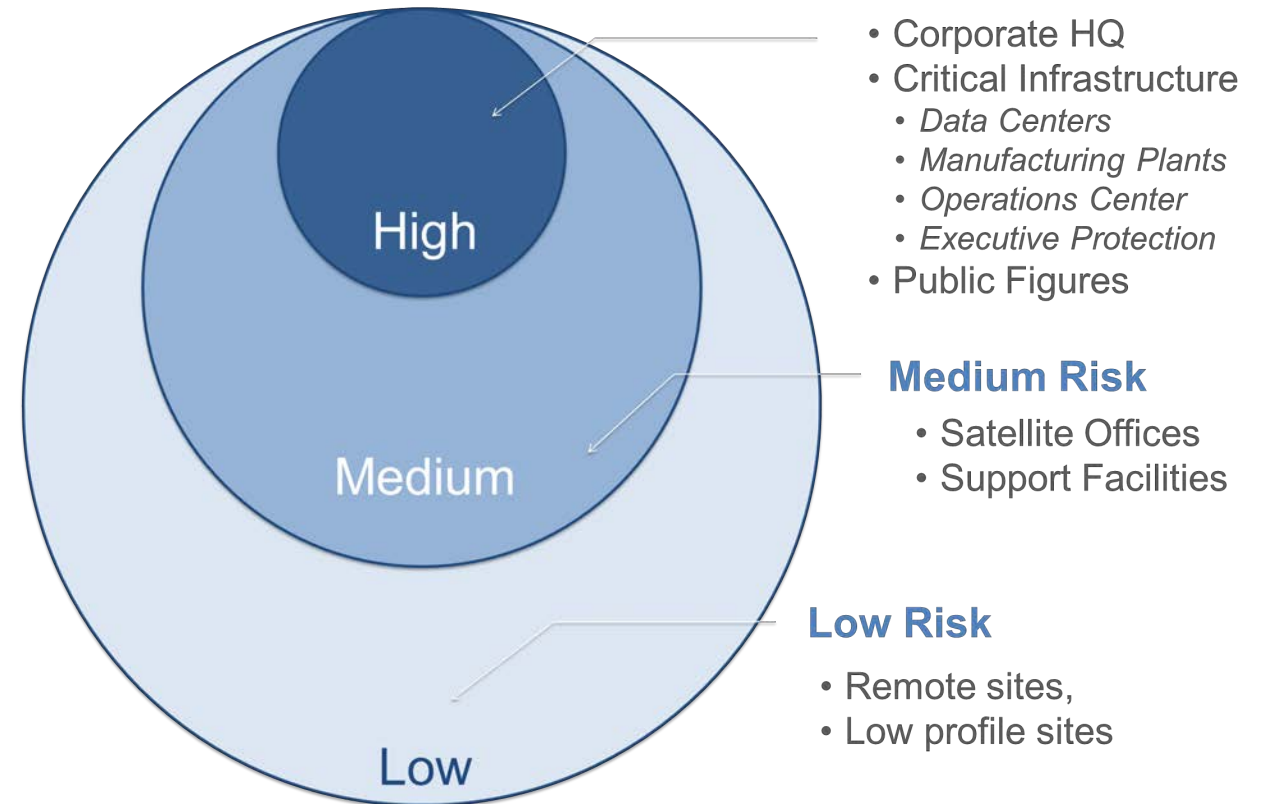 • Corporate HQ
• Critical Infrastructure
• Data Centers
• Manufacturing Plants
• Operations Center
• Executive Protection
• Public Figures
High
Medium Risk
• Satellite Offices
• Support Facilities
Medium
Low Risk
• Remote sites,
• Low profile sites
Low